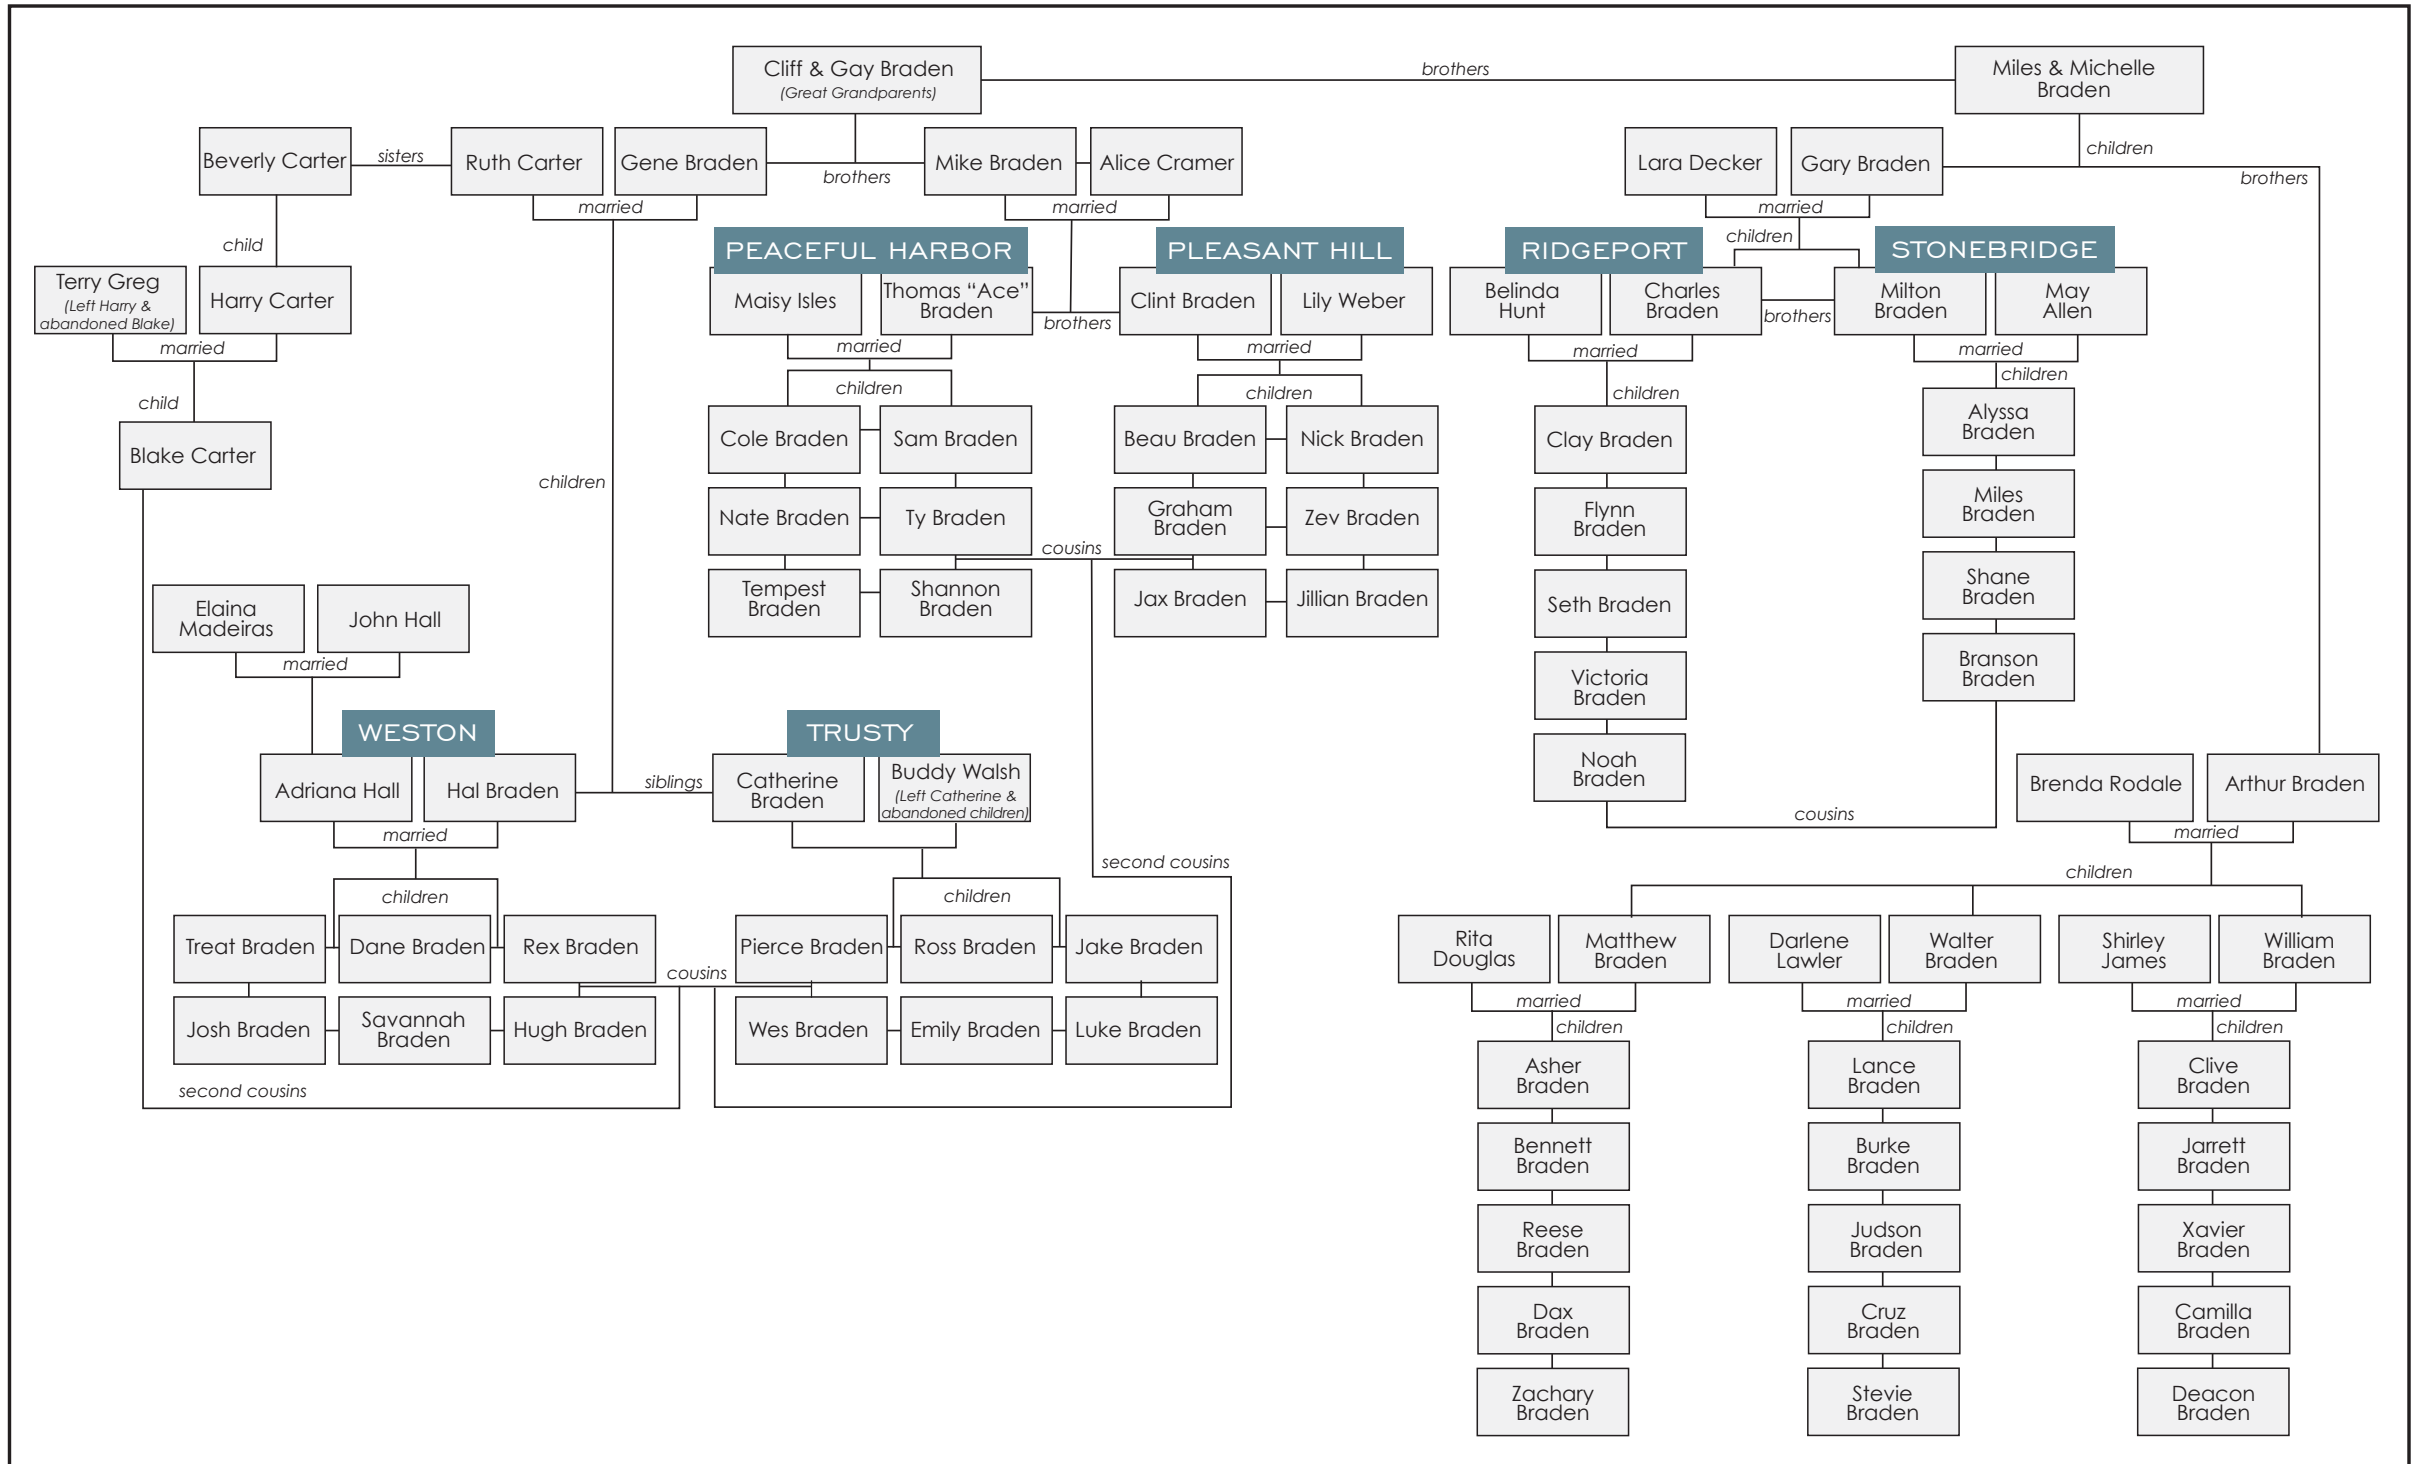 Cliff & Gay Braden
(Great Grandparents)
brothers
Miles & Michelle
Braden
Beverly Carter
sisters
Ruth Carter
Gene Braden
brothers
Mike Braden
Alice Cramer
Lara Decker
Gary Braden
children
brothers
married
married
married
child
children
PEACEFUL HARBOR
PLEASANT HILL
RIDGEPORT
STONEBRIDGE
Terry Greg
(Left Harry &
abandoned Blake)
Harry Carter
Maisy Isles
Thomas “Ace”
Braden
brothers
Clint Braden
Lily Weber
Belinda
Hunt
Charles
Braden
brothers
Milton
Braden
May
Allen
married
married
married
married
married
child
children
children
children
children
Blake Carter
Cole Braden
Sam Braden
Beau Braden
Nick Braden
Clay Braden
Alyssa
Braden
children
Nate Braden
Ty Braden
Graham
Braden
Zev Braden
Flynn
Braden
Miles
Braden
cousins
Tempest
Braden
Shannon
Braden
Jax Braden
Jillian Braden
Seth Braden
Shane
Braden
Elaina
Madeiras
John Hall
married
Victoria
Braden
Branson
Braden
WESTON
TRUSTY
Adriana Hall
Hal Braden
siblings
Catherine
Braden
Buddy Walsh
(Left Catherine &
abandoned children)
Noah
Braden
Brenda Rodale
Arthur Braden
cousins
married
married
second cousins
children
children
children
Treat Braden
Dane Braden
Rex Braden
Pierce Braden
Ross Braden
Jake Braden
Rita
Douglas
Matthew
Braden
Darlene
Lawler
Walter
Braden
Shirley
James
William
Braden
cousins
married
married
married
Josh Braden
Savannah
Braden
Hugh Braden
Wes Braden
Emily Braden
Luke Braden
children
children
children
second cousins
Asher
Braden
Lance
Braden
Clive
Braden
Bennett
Braden
Burke
Braden
Jarrett
Braden
Reese
Braden
Judson
Braden
Xavier
Braden
Dax
Braden
Cruz
Braden
Camilla
Braden
Zachary
Braden
Stevie
Braden
Deacon
Braden